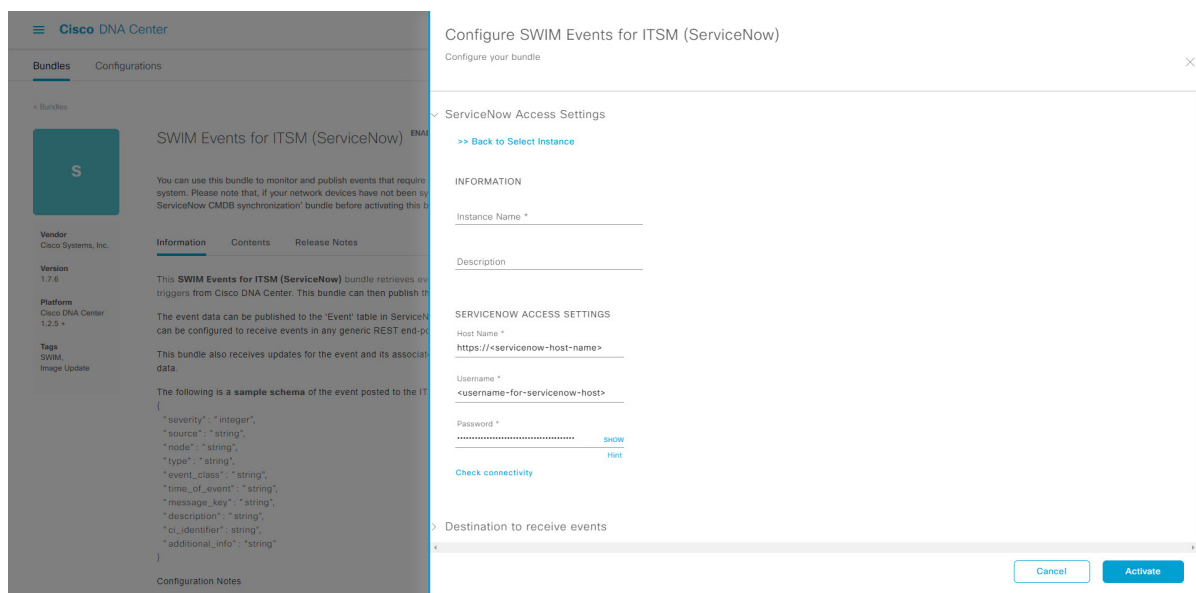 Cisco DNA Center
Bundles Configurations
< Bundles
S
SWIM Events for ITSM (ServiceNow)
You can use this bundle to monitor and publish events that require
system. Please note that, if your network devices have not been
ServiceNow CMDB synchronization' bundle before activating this
Vendor
Cisco Systems, Inc.
Version
1.7.6
Platform
Cisco DNA Center
1.2.5 +
Tags
SWIM,
Image Update
Information Contents Release Notes
This SWIM Events for ITSM (ServiceNow) bundle retrieves
triggers from Cisco DNA Center. This bundle can then publish
The event data can be published to the 'Event' table in
can be configured to receive events in any generic REST
This bundle also receives updates for the event and its
data.
The following is a sample schema of the event posted to the
{
"severity" : "integer",
"source" : "string",
"node" : "string",
"type" : "string",
"event_class" : "string",
"time_of_event" : "string",
"message_key" : "string",
"description" : "string",
"ci_identifier" : string",
"additional_info" : "string"
}
Configuration Notes
Configure SWIM Events for ITSM (ServiceNow)
Configure your bundle
ServiceNow Access Settings
>> Back to Select Instance
INFORMATION
Instance Name *
Description
SERVICENOW ACCESS SETTINGS
Host Name *
https://<servicenow-host-name>
Username *
<username-for-servicenow-host>
Password *
SHOW
Hint
Check connectivity
Destination to receive events
Cancel Activate